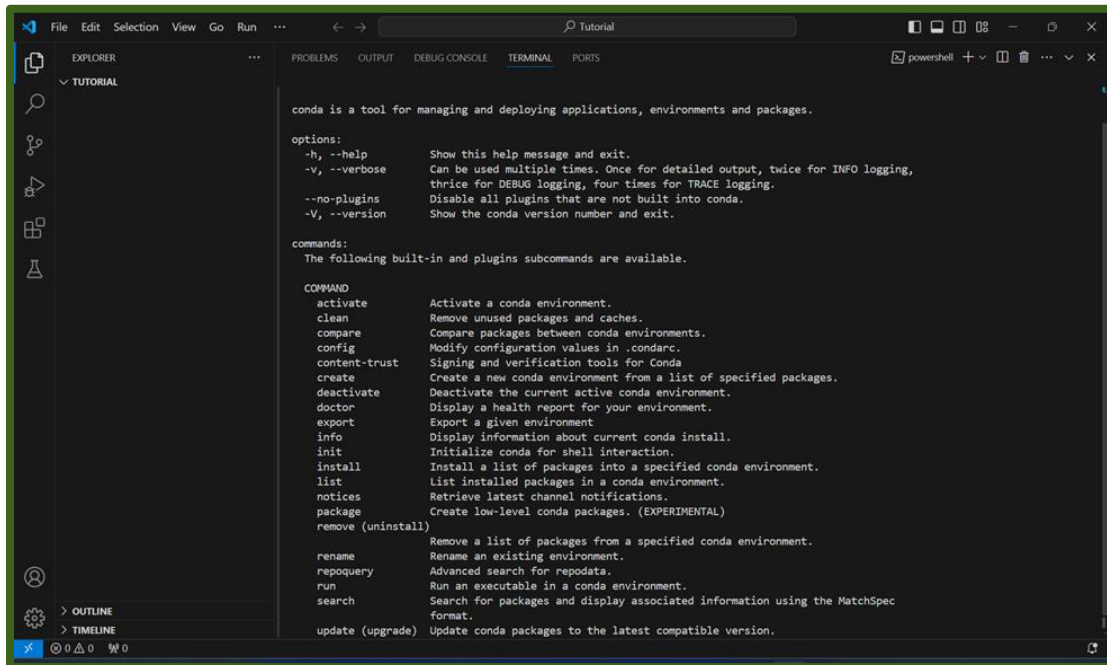 File Edit Selection View Go Run ...
Tutorial
EXPLORER ...
TUTORIAL
PROBLEMS OUTPUT DEBUG CONSOLE TERMINAL PORTS
powershell
conda is a tool for managing and deploying applications, environments and packages.
options:
-h, --help Show this help message and exit.
-v, --verbose Can be used multiple times. Once for detailed output, twice for INFO logging,
thrice for DEBUG logging, four times for TRACE logging.
--no-plugins Disable all plugins that are not built into conda.
-V, --version Show the conda version number and exit.
commands:
The following built-in and plugins subcommands are available.
COMMAND
activate Activate a conda environment.
clean Remove unused packages and caches.
compare Compare packages between conda environments.
config Modify configuration values in .condarc.
content-trust Signing and verification tools for Conda
create Create a new conda environment from a list of specified packages.
deactivate Deactivate the current active conda environment.
doctor Display a health report for your environment.
export Export a given environment
info Display information about current conda install.
init Initialize conda for shell interaction.
install Install a list of packages into a specified conda environment.
list List installed packages in a conda environment.
notices Retrieve latest channel notifications.
package Create low-level conda packages. (EXPERIMENTAL)
remove (uninstall)
Remove a list of packages from a specified conda environment.
rename Rename an existing environment.
repoquery Advanced search for repodata.
run Run an executable in a conda environment.
search Search for packages and display associated information using the MatchSpec
format.
update (upgrade) Update conda packages to the latest compatible version.
OUTLINE
TIMELINE
0 0 0